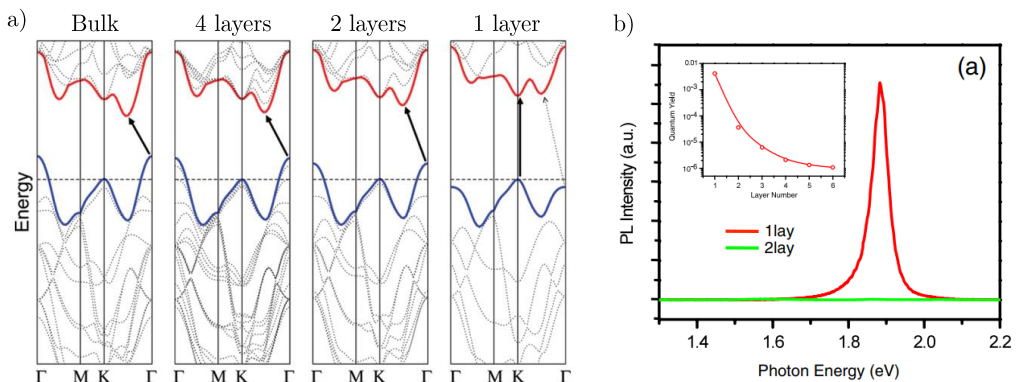 a)
Bulk
4 layers
2 layers
1 layer
Energy
Γ M K Γ
Γ M K Γ
Γ M K Γ
Γ M K Γ
b)
(a)
PL Intensity (a.u.)
Quantum Yield
0.01
10⁻³
10⁻⁴
10⁻⁵
10⁻⁶
1 2 3 4 5 6
Layer Number
1lay
2lay
1.4 1.6 1.8 2.0 2.2
Photon Energy (eV)